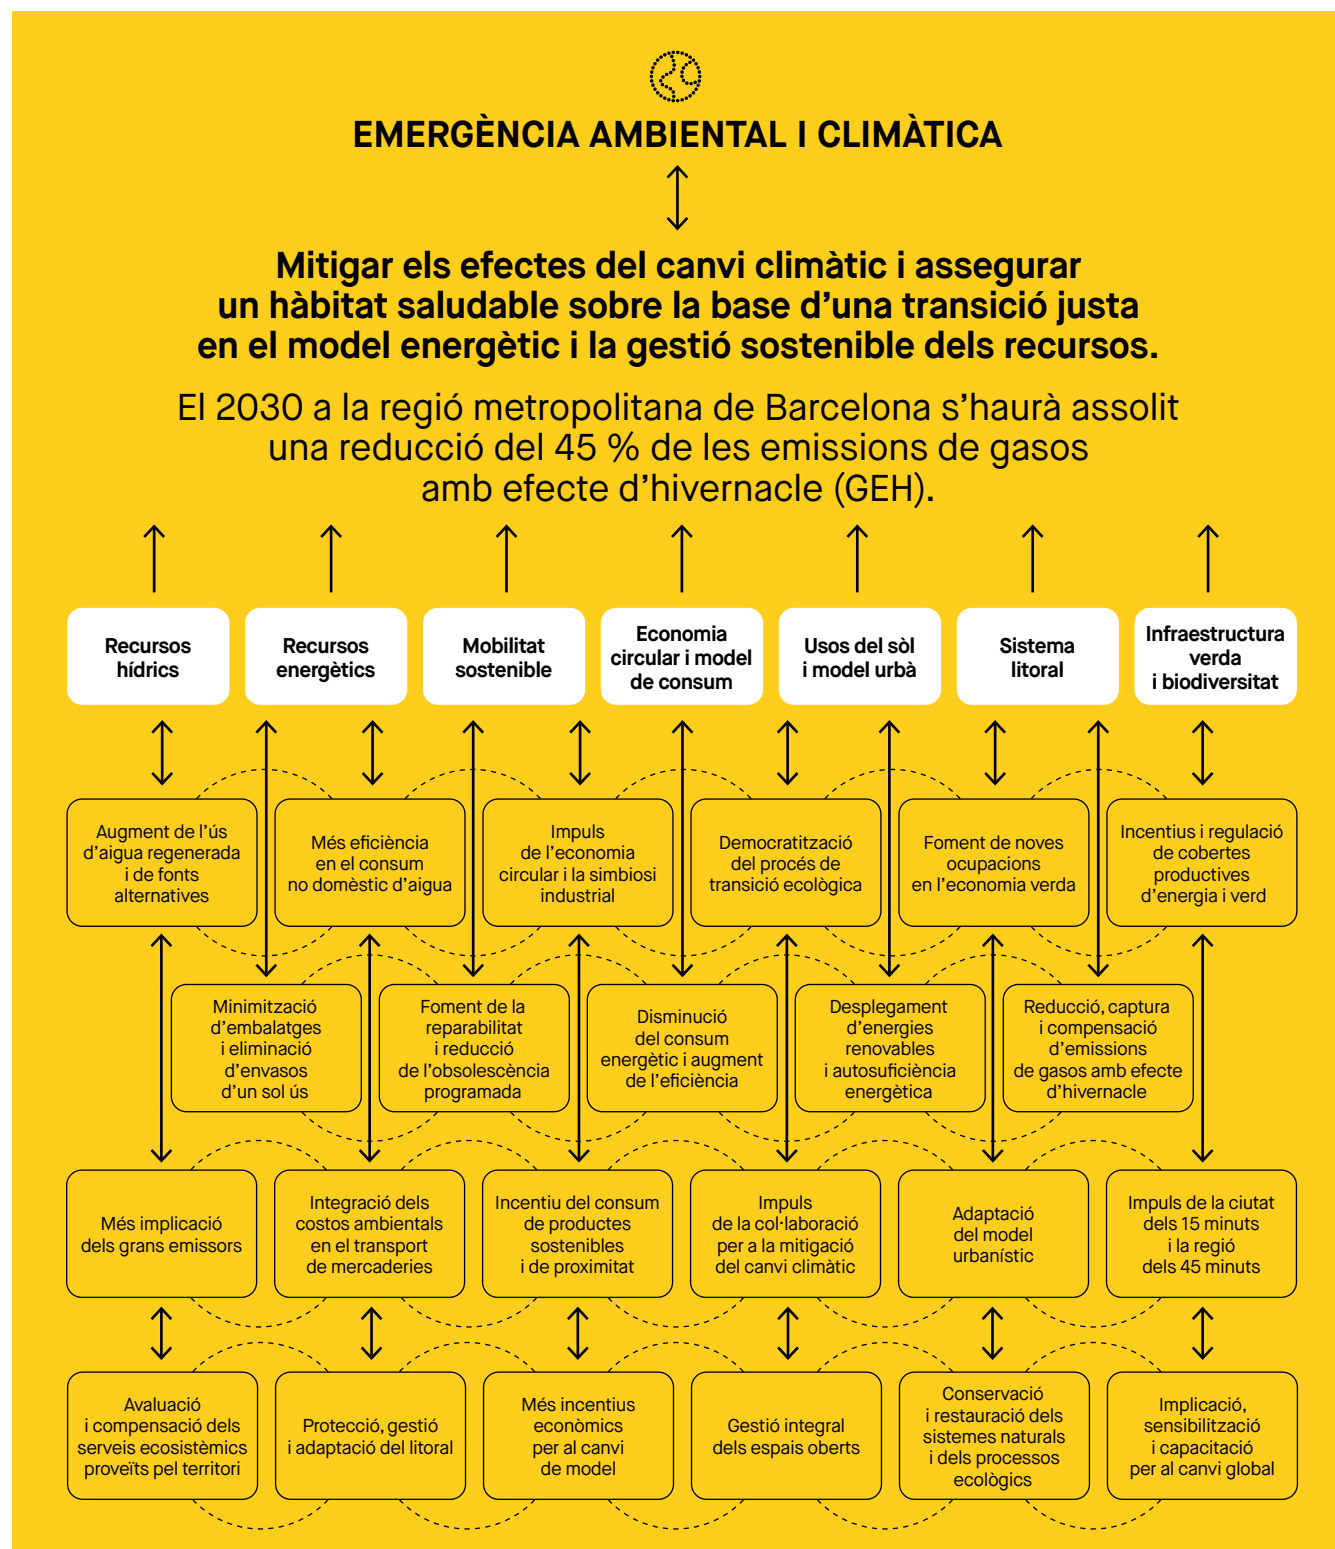 EMERGÈNCIA AMBIENTAL I CLIMÀTICA
Mitigar els efectes del canvi climàtic i assegurar
un hàbitat saludable sobre la base d’una transició justa
en el model energètic i la gestió sostenible dels recursos.
El 2030 a la regió metropolitana de Barcelona s’haurà assolit
una reducció del 45 % de les emissions de gasos
amb efecte d’hivernacle (GEH).
Recursos
hídrics
Recursos
energètics
Mobilitat
sostenible
Economia
circular i model
de consum
Usos del sòl
i model urbà
Sistema
litoral
Infraestructura
verda
i biodiversitat
Augment de l’ús
d’aigua regenerada
i de fonts
alternatives
Més eficiència
en el consum
no domèstic d’aigua
Impuls
de l’economia
circular i la simbiosi
industrial
Democratització
del procés de
transició ecològica
Foment de noves
ocupacions
en l’economia verda
Incentius i regulació
de cobertes
productives
d’energia i verd
Minimització
d’embalatges
i eliminació
d’envasos
d’un sol ús
Foment de la
reparabilitat
i reducció
de l’obsolescència
programada
Disminució
del consum
energètic i augment
de l’eficiència
Desplegament
d’energies
renovables
i autosuficiència
energètica
Reducció, captura
i compensació
d’emissions
de gasos amb efecte
d’hivernacle
Més implicació
dels grans emissors
Integració dels
costos ambientals
en el transport
de mercaderies
Incentiu del consum
de productes
sostenibles
i de proximitat
Impuls
de la col·laboració
per a la mitigació
del canvi climàtic
Adaptació
del model
urbanístic
Impuls de la ciutat
dels 15 minuts
i la regió
dels 45 minuts
Avaluació
i compensació dels
serveis ecosistèmics
proveïts pel territori
Protecció, gestió
i adaptació del litoral
Més incentius
econòmics
per al canvi
de model
Gestió integral
dels espais oberts
Conservació
i restauració dels
sistemes naturals
i dels processos
ecològics
Implicació,
sensibilització
i capacitació
per al canvi global